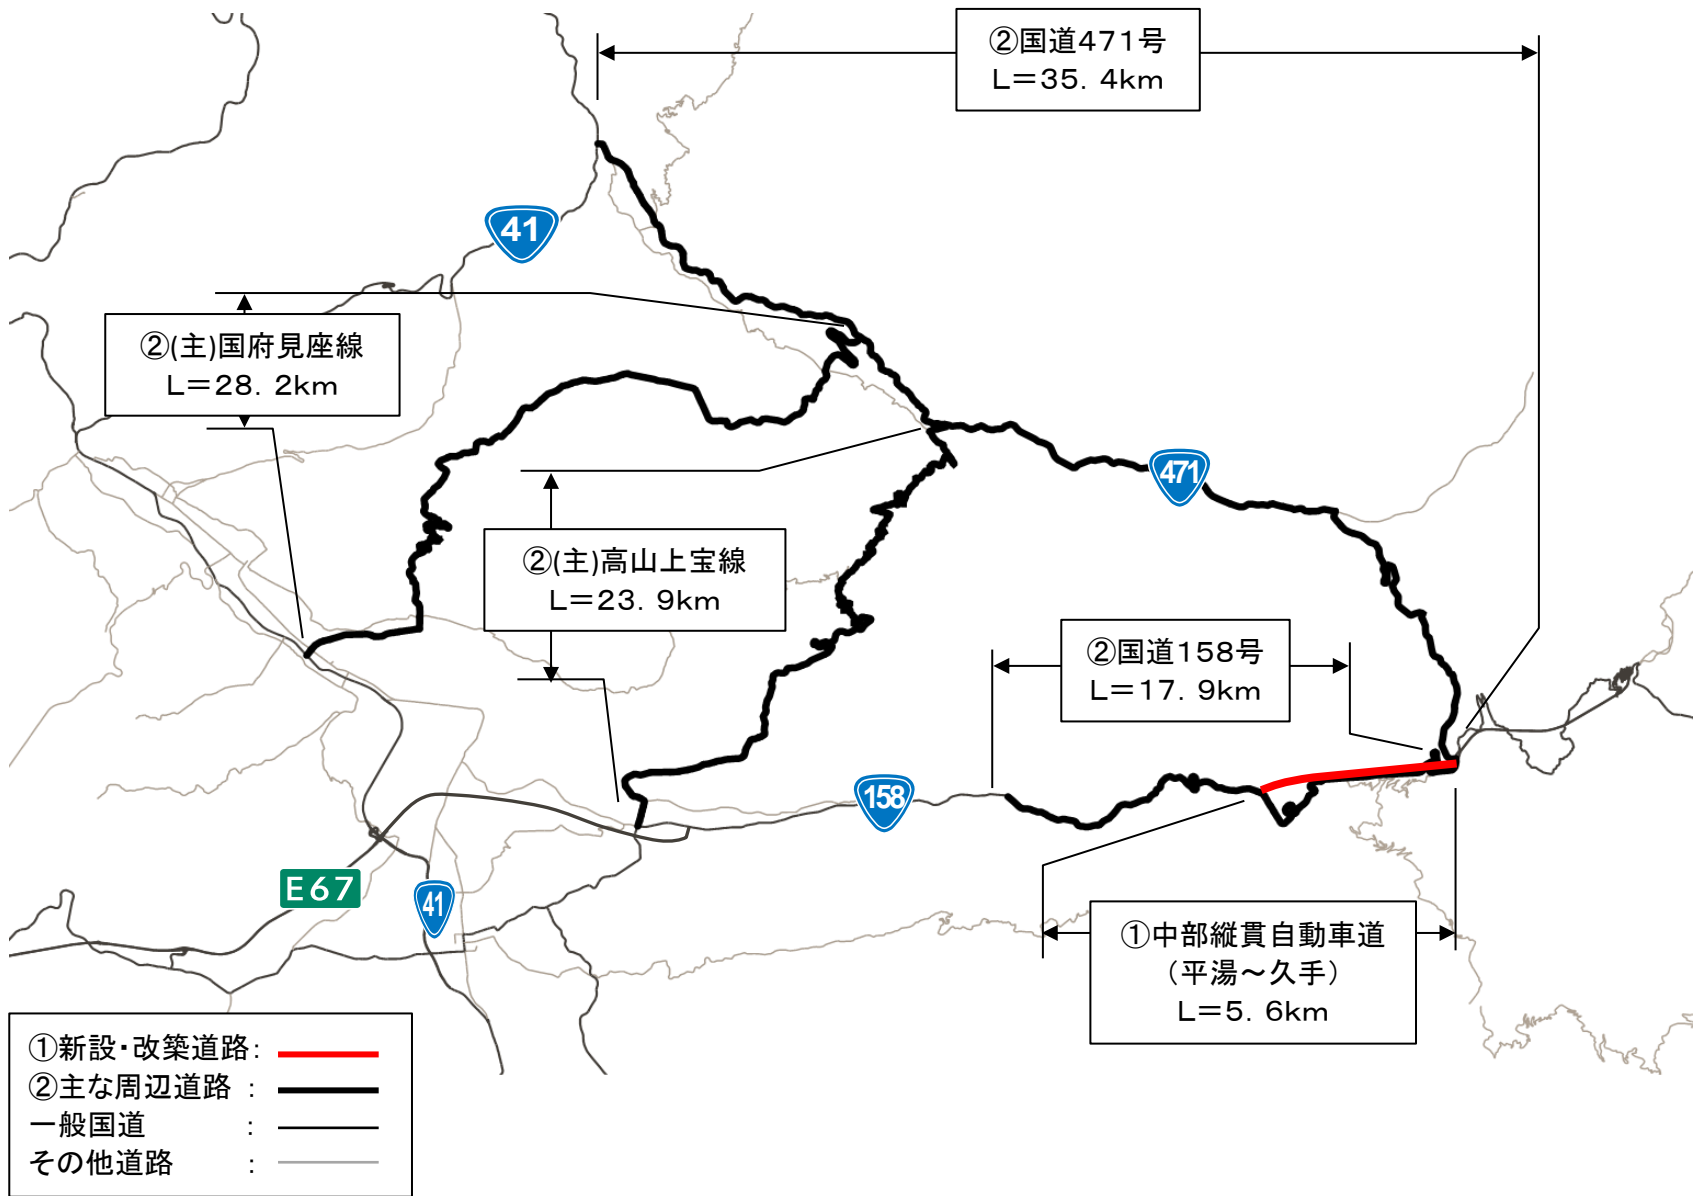 ②国道471号
L=35.4km
41
②(主)国府見座線
L=28.2km
471
②(主)高山上宝線
L=23.9km
②国道158号
L=17.9km
158
E67
41
①中部縦貫自動車道
(平湯~久手)
L=5.6km
①新設・改築道路:
②主な周辺道路 :
一般国道 :
その他道路 :